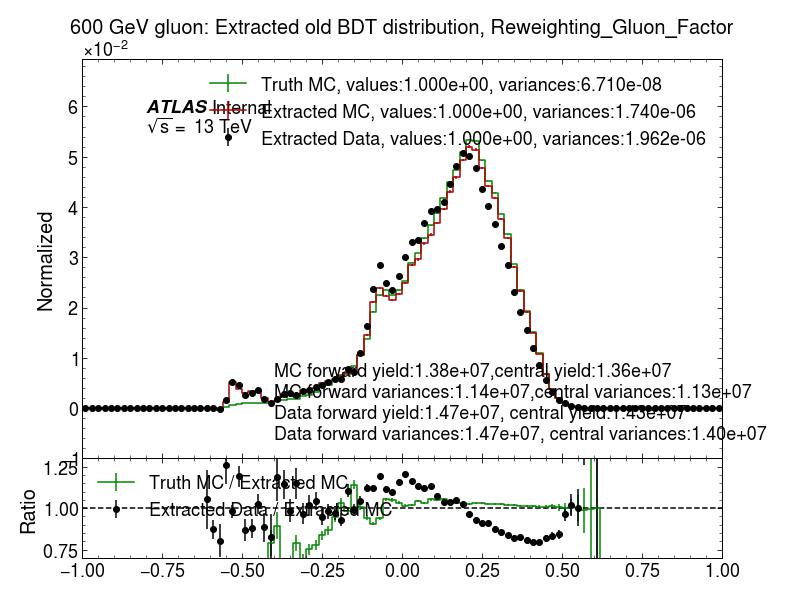 600 GeV gluon: Extracted old BDT distribution, Reweighting_Gluon_Factor
×10⁻²
Truth MC, values:1.000e+00, variances:6.710e-08
ATLAS Internal
Extracted MC, values:1.000e+00, variances:1.740e-06
√s = 13 TeV
Extracted Data, values:1.000e+00, variances:1.962e-06
Normalized
6
5
4
3
2
1
0
1
MC forward yield:1.38e+07,central yield:1.36e+07
MC forward variances:1.14e+07,central variances:1.13e+07
Data forward yield:1.47e+07, central yield:1.43e+07
Data forward variances:1.47e+07, central variances:1.40e+07
Ratio
1.25
1.00
0.75
Truth MC / Extracted MC
Extracted Data / Extracted MC
−1.00 −0.75 −0.50 −0.25 0.00 0.25 0.50 0.75 1.00